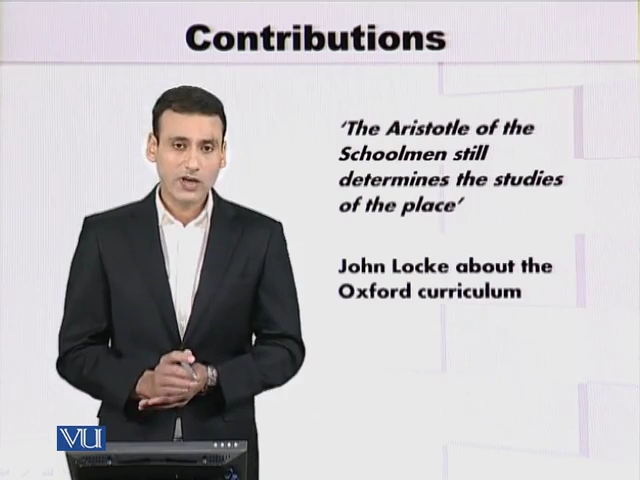 Contributions
‘The Aristotle of the
Schoolmen still
determines the studies
of the place’
John Locke about the
Oxford curriculum
VU